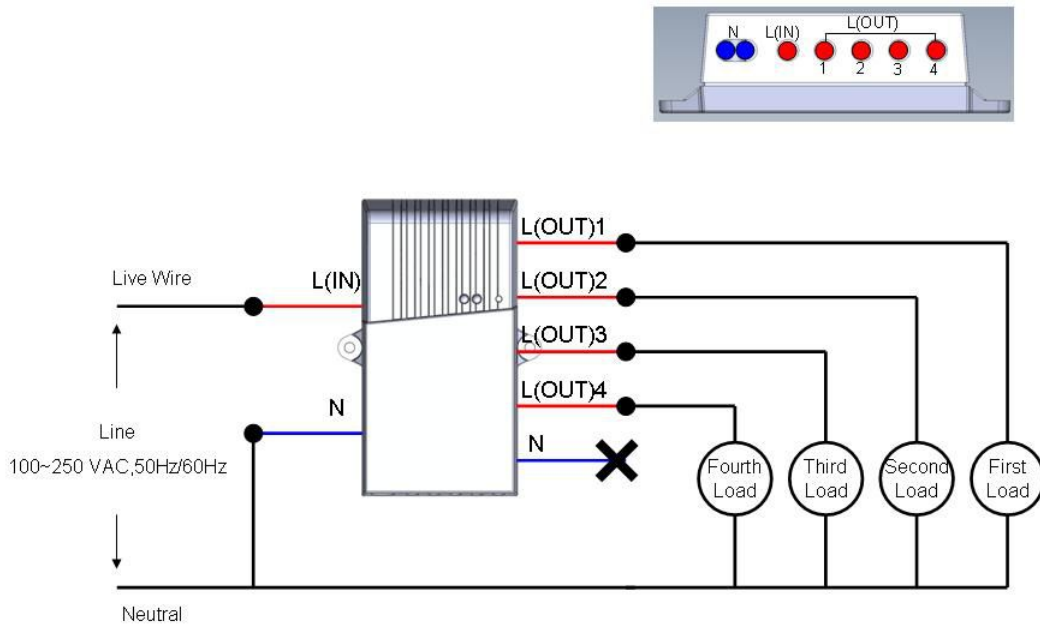 N L(IN) L(OUT)
1 2 3 4
L(OUT)1
Live Wire L(IN) L(OUT)2
L(OUT)3
N L(OUT)4
Line
100~250 VAC,50Hz/60Hz
N
Fourth
Load
Third
Load
Second
Load
First
Load
Neutral